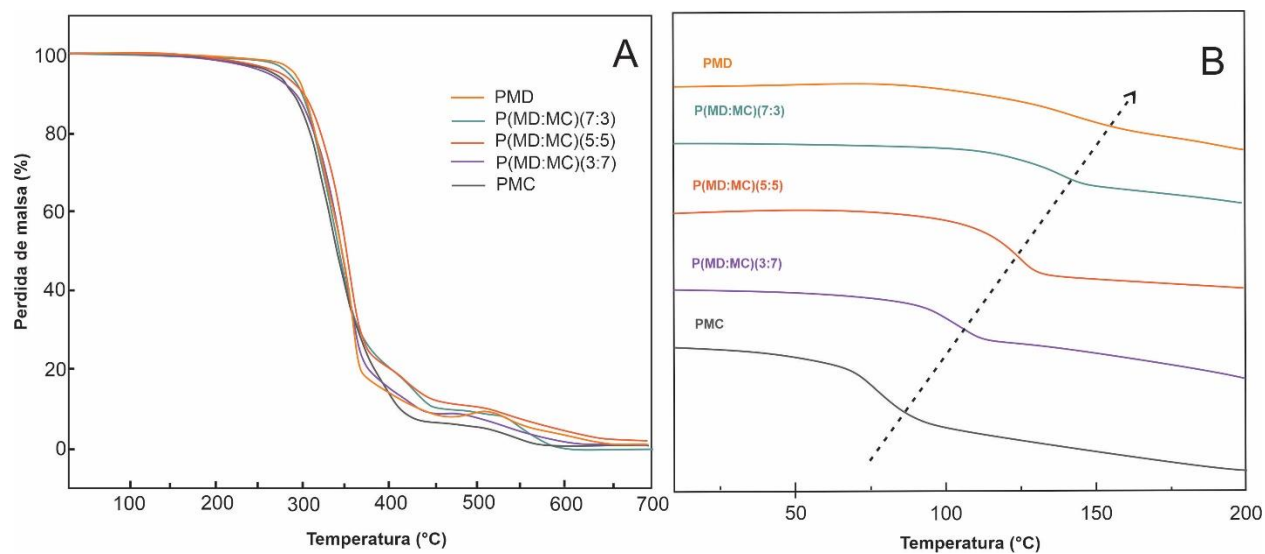 A
100
80
60
40
20
0
Perdida de malsa (%)
PMD
P(MD:MC)(7:3)
P(MD:MC)(5:5)
P(MD:MC)(3:7)
PMC
100 200 300 400 500 600 700
Temperatura (°C)
B
PMD
P(MD:MC)(7:3)
P(MD:MC)(5:5)
P(MD:MC)(3:7)
PMC
50 100 150 200
Temperatura (°C)